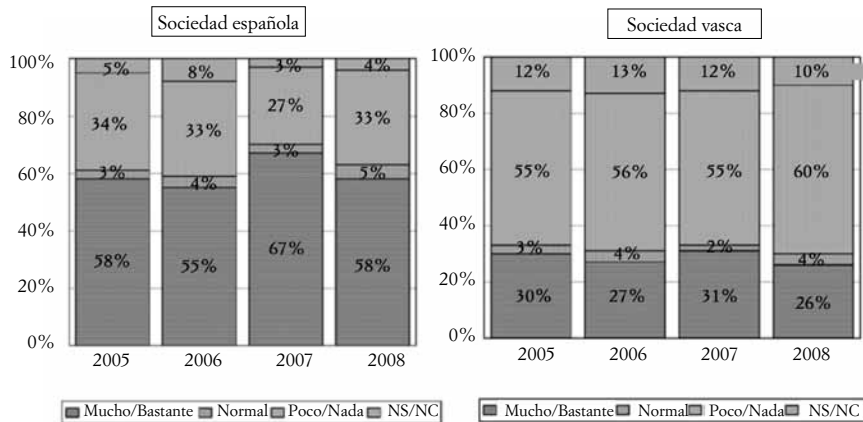 Sociedad española
100%
80%
60%
40%
20%
0%
5% 8% 3% 4%
34% 33% 27% 33%
3% 4% 3% 5%
58% 55% 67% 58%
2005 2006 2007 2008
Mucho/Bastante Normal Poco/Nada NS/NC
Sociedad vasca
100%
80%
60%
40%
20%
0%
12% 13% 12% 10%
55% 56% 55% 60%
3% 4% 2% 4%
30% 27% 31% 26%
2005 2006 2007 2008
Mucho/Bastante Normal Poco/Nada NS/NC